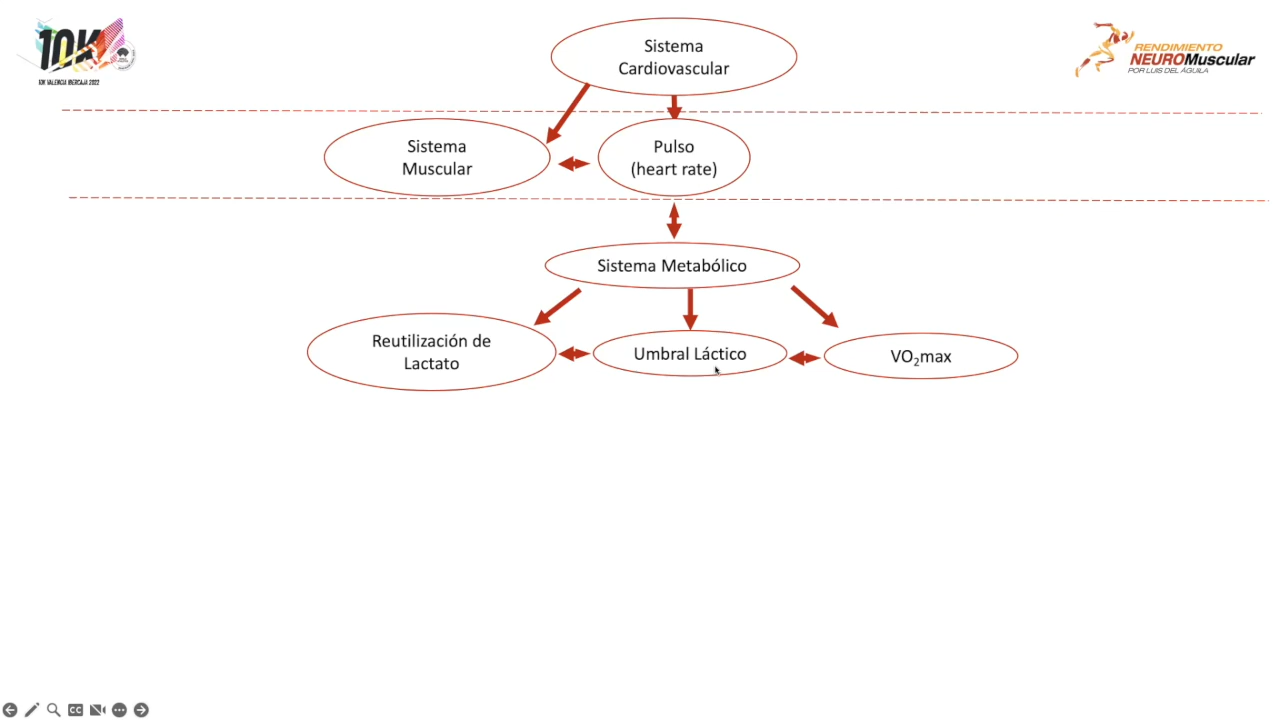 10K
10K VALENCIA IBERCAJA 2022
RENDIMIENTO
NEUROMuscular
POR LUIS DEL ÁGUILA
Sistema
Cardiovascular
Sistema
Muscular
Pulso
(heart rate)
Sistema Metabólico
Reutilización de
Lactato
Umbral Láctico
VO₂max
CC